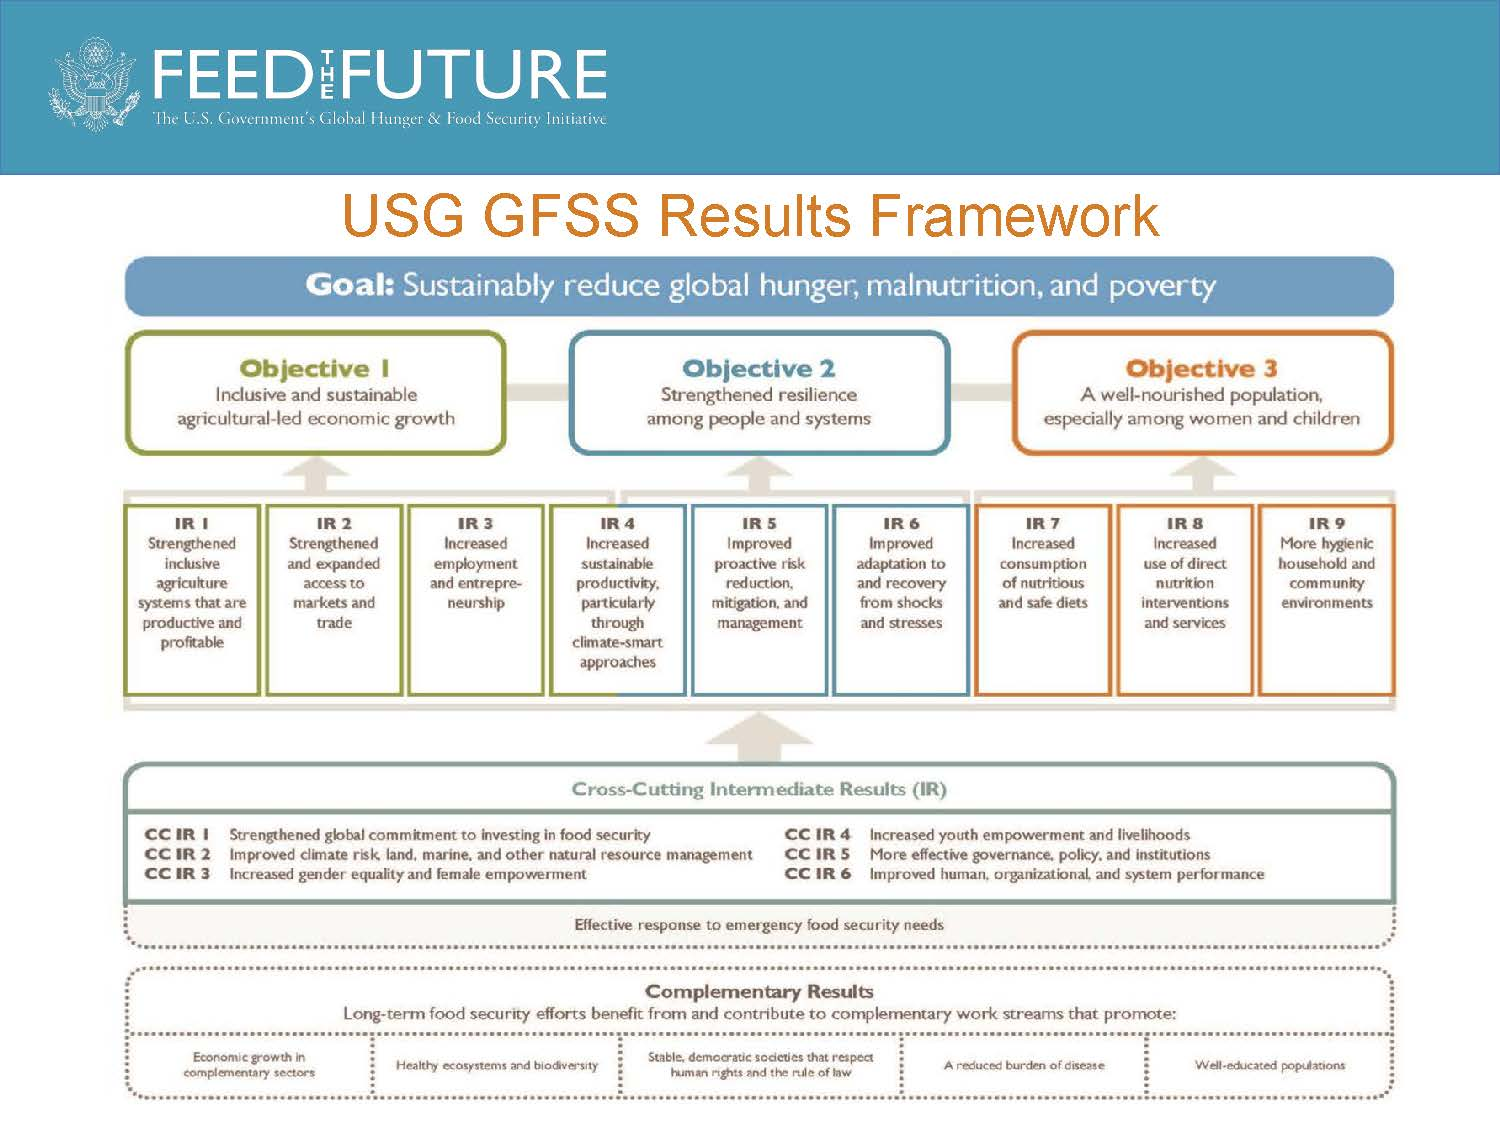 FEED THE FUTURE
The U.S. Government's Global Hunger & Food Security Initiative
USG GFSS Results Framework
Goal: Sustainably reduce global hunger, malnutrition, and poverty
Objective 1
Inclusive and sustainable
agricultural-led economic growth
Objective 2
Strengthened resilience
among people and systems
Objective 3
A well-nourished population,
especially among women and children
IR 1
Strengthened
inclusive
agriculture
systems that are
productive and
profitable
IR 2
Strengthened
and expanded
access to
markets and
trade
IR 3
Increased
employment
and entrepre-
neurship
IR 4
Increased
sustainable
productivity,
particularly
through
climate-smart
approaches
IR 5
Improved
proactive risk
reduction,
mitigation, and
management
IR 6
Improved
adaptation to
and recovery
from shocks
and stresses
IR 7
Increased
consumption
of nutritious
and safe diets
IR 8
Increased
use of direct
nutrition
interventions
and services
IR 9
More hygienic
household and
community
environments
Cross-Cutting Intermediate Results (IR)
CC IR 1 Strengthened global commitment to investing in food security
CC IR 2 Improved climate risk, land, marine, and other natural resource management
CC IR 3 Increased gender equality and female empowerment
CC IR 4 Increased youth empowerment and livelihoods
CC IR 5 More effective governance, policy, and institutions
CC IR 6 Improved human, organizational, and system performance
Effective response to emergency food security needs
Complementary Results
Long-term food security efforts benefit from and contribute to complementary work streams that promote:
Economic growth in
complementary sectors
Healthy ecosystems and biodiversity
Stable, democratic societies that respect
human rights and the rule of law
A reduced burden of disease
Well-educated populations